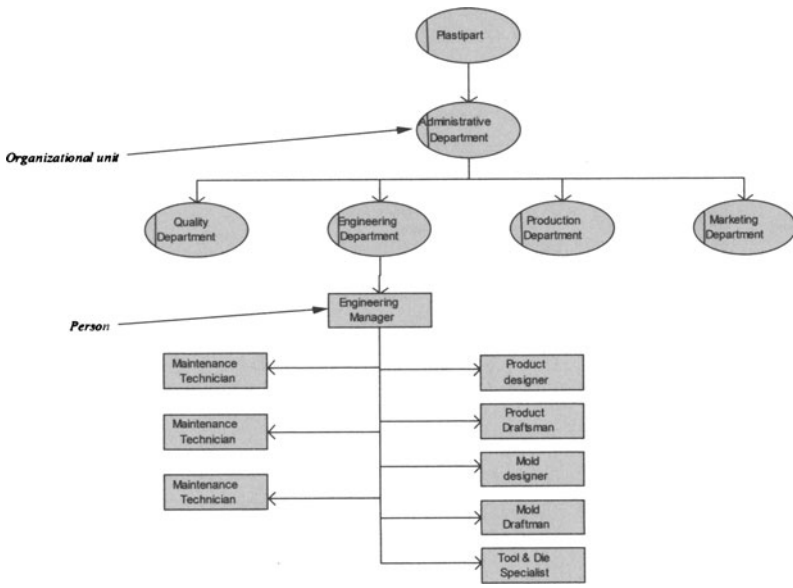 Plastipart
Administrative
Department
Organizational unit
Quality
Department
Engineering
Department
Production
Department
Marketing
Department
Engineering
Manager
Person
Maintenance
Technician
Product
designer
Product
Draftsman
Maintenance
Technician
Mold
designer
Maintenance
Technician
Mold
Draftman
Tool & Die
Specialist